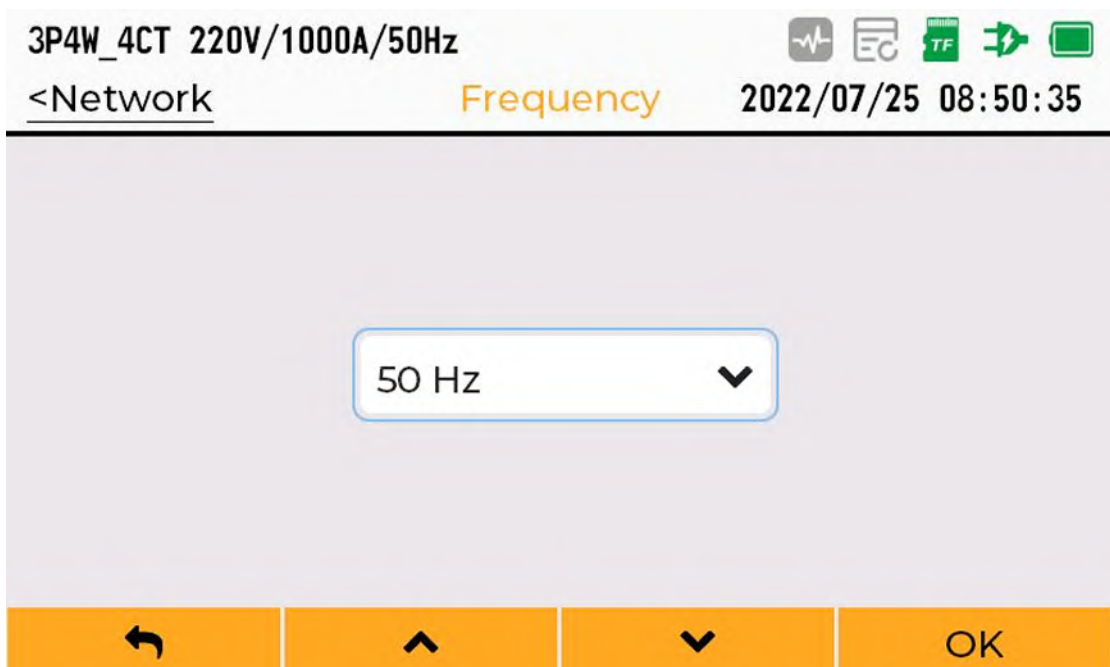 3P4W_4CT 220V/1000A/50Hz
TF
<Network
Frequency
2022/07/25 08:50:35
50 Hz
OK